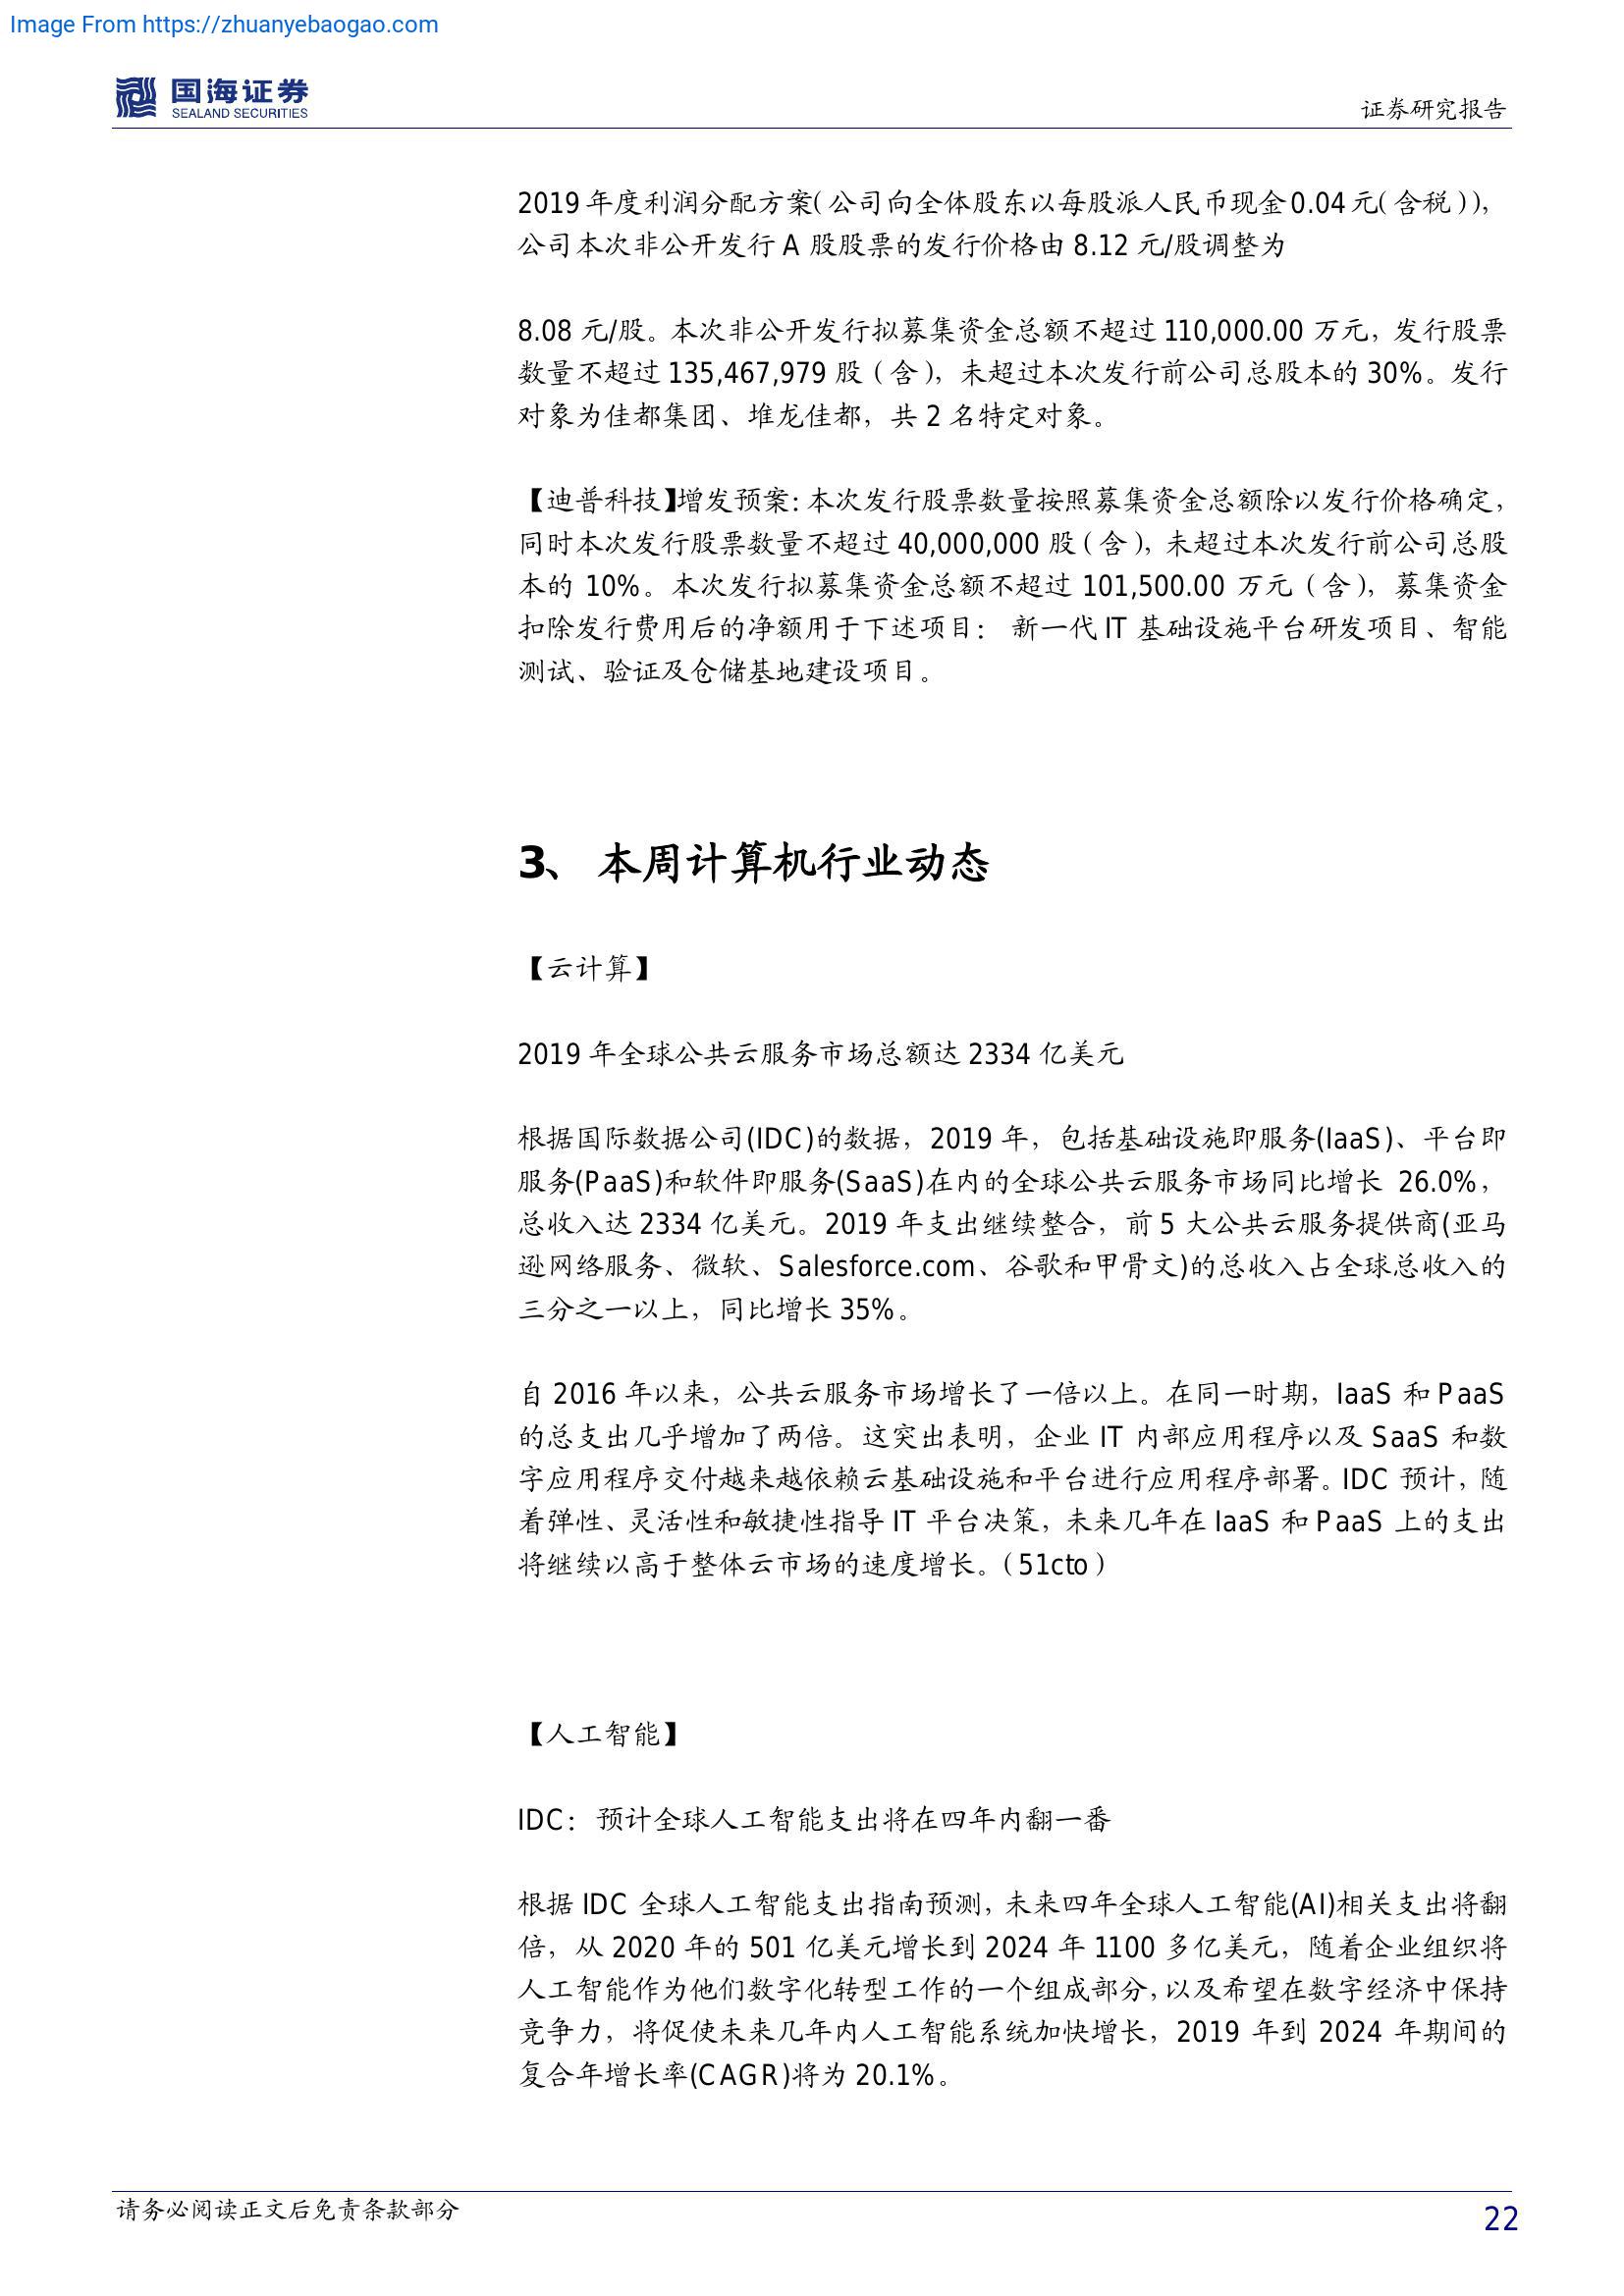 Image From https://zhuanyebaogao.com
国海证券
SEALAND SECURITIES
证券研究报告
2019年度利润分配方案(公司向全体股东以每股派人民币现金0.04元(含税)),
公司本次非公开发行 A 股股票的发行价格由 8.12 元/股调整为
8.08 元/股。本次非公开发行拟募集资金总额不超过 110,000.00 万元，发行股票
数量不超过 135,467,979 股（含），未超过本次发行前公司总股本的 30%。发行
对象为佳都集团、堆龙佳都，共 2 名特定对象。
【迪普科技】增发预案：本次发行股票数量按照募集资金总额除以发行价格确定，
同时本次发行股票数量不超过 40,000,000 股（含），未超过本次发行前公司总股
本的 10%。本次发行拟募集资金总额不超过 101,500.00 万元（含），募集资金
扣除发行费用后的净额用于下述项目： 新一代 IT 基础设施平台研发项目、智能
测试、验证及仓储基地建设项目。
3、 本周计算机行业动态
【云计算】
2019 年全球公共云服务市场总额达 2334 亿美元
根据国际数据公司(IDC)的数据，2019 年，包括基础设施即服务(IaaS)、平台即
服务(PaaS)和软件即服务(SaaS)在内的全球公共云服务市场同比增长 26.0%，
总收入达 2334 亿美元。2019 年支出继续整合，前 5 大公共云服务提供商(亚马
逊网络服务、微软、Salesforce.com、谷歌和甲骨文)的总收入占全球总收入的
三分之一以上，同比增长 35%。
自 2016 年以来，公共云服务市场增长了一倍以上。在同一时期，IaaS 和 PaaS
的总支出几乎增加了两倍。这突出表明，企业 IT 内部应用程序以及 SaaS 和数
字应用程序交付越来越依赖云基础设施和平台进行应用程序部署。IDC 预计，随
着弹性、灵活性和敏捷性指导 IT 平台决策，未来几年在 IaaS 和 PaaS 上的支出
将继续以高于整体云市场的速度增长。（51cto）
【人工智能】
IDC：预计全球人工智能支出将在四年内翻一番
根据 IDC 全球人工智能支出指南预测，未来四年全球人工智能(AI)相关支出将翻
倍，从 2020 年的 501 亿美元增长到 2024 年 1100 多亿美元，随着企业组织将
人工智能作为他们数字化转型工作的一个组成部分，以及希望在数字经济中保持
竞争力，将促使未来几年内人工智能系统加快增长，2019 年到 2024 年期间的
复合年增长率(CAGR)将为 20.1%。
请务必阅读正文后免责条款部分
22